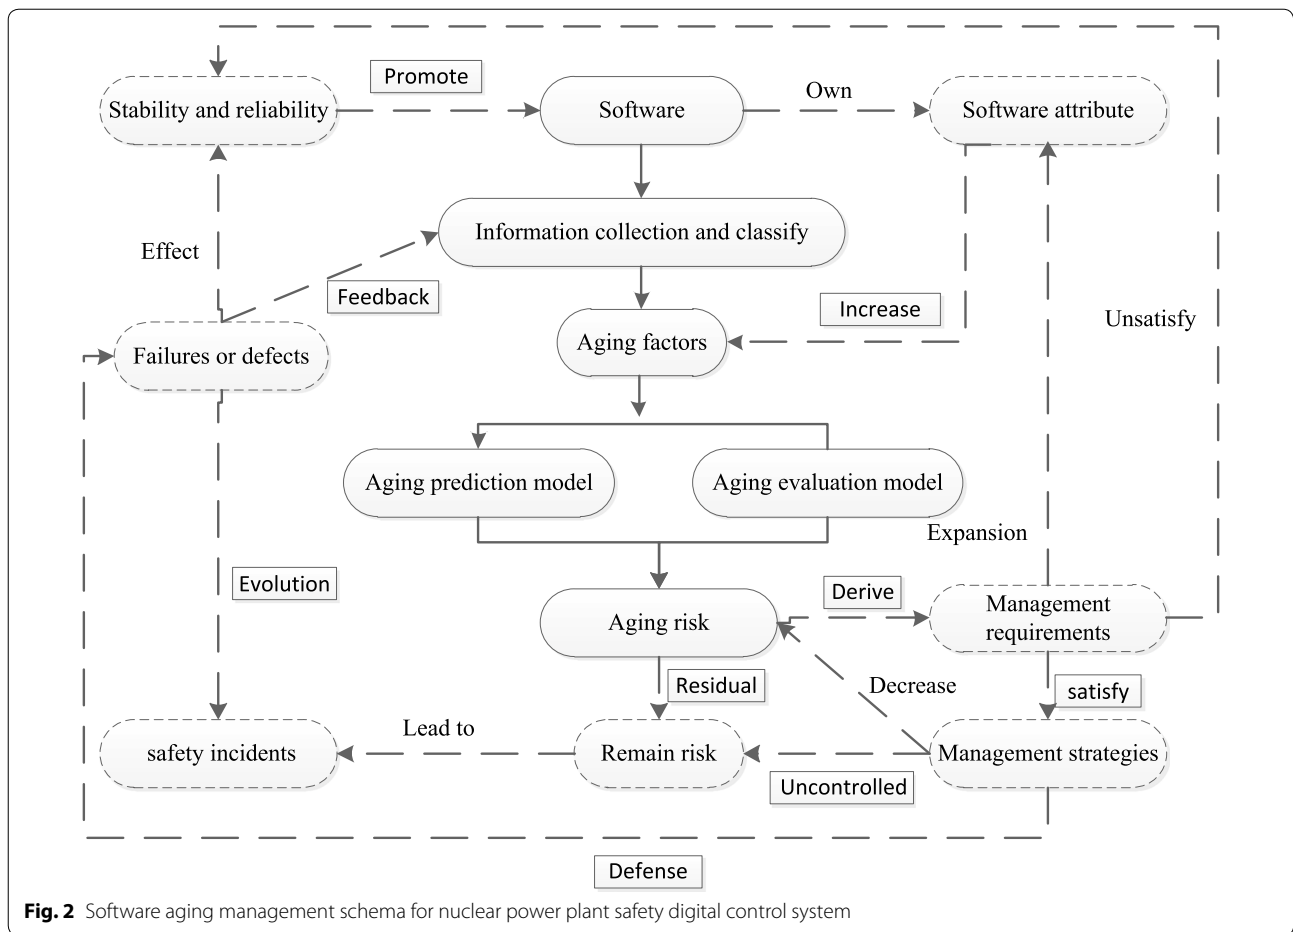 Promote
Own
Stability and reliability
Software
Software attribute
Information collection and classify
Effect
Feedback
Increase
Unsatisfy
Aging factors
Failures or defects
Aging prediction model
Aging evaluation model
Expansion
Evolution
Derive
Management
requirements
Aging risk
Residual
Decrease
satisfy
Lead to
safety incidents
Remain risk
Management strategies
Uncontrolled
Defense
Fig. 2 Software aging management schema for nuclear power plant safety digital control system